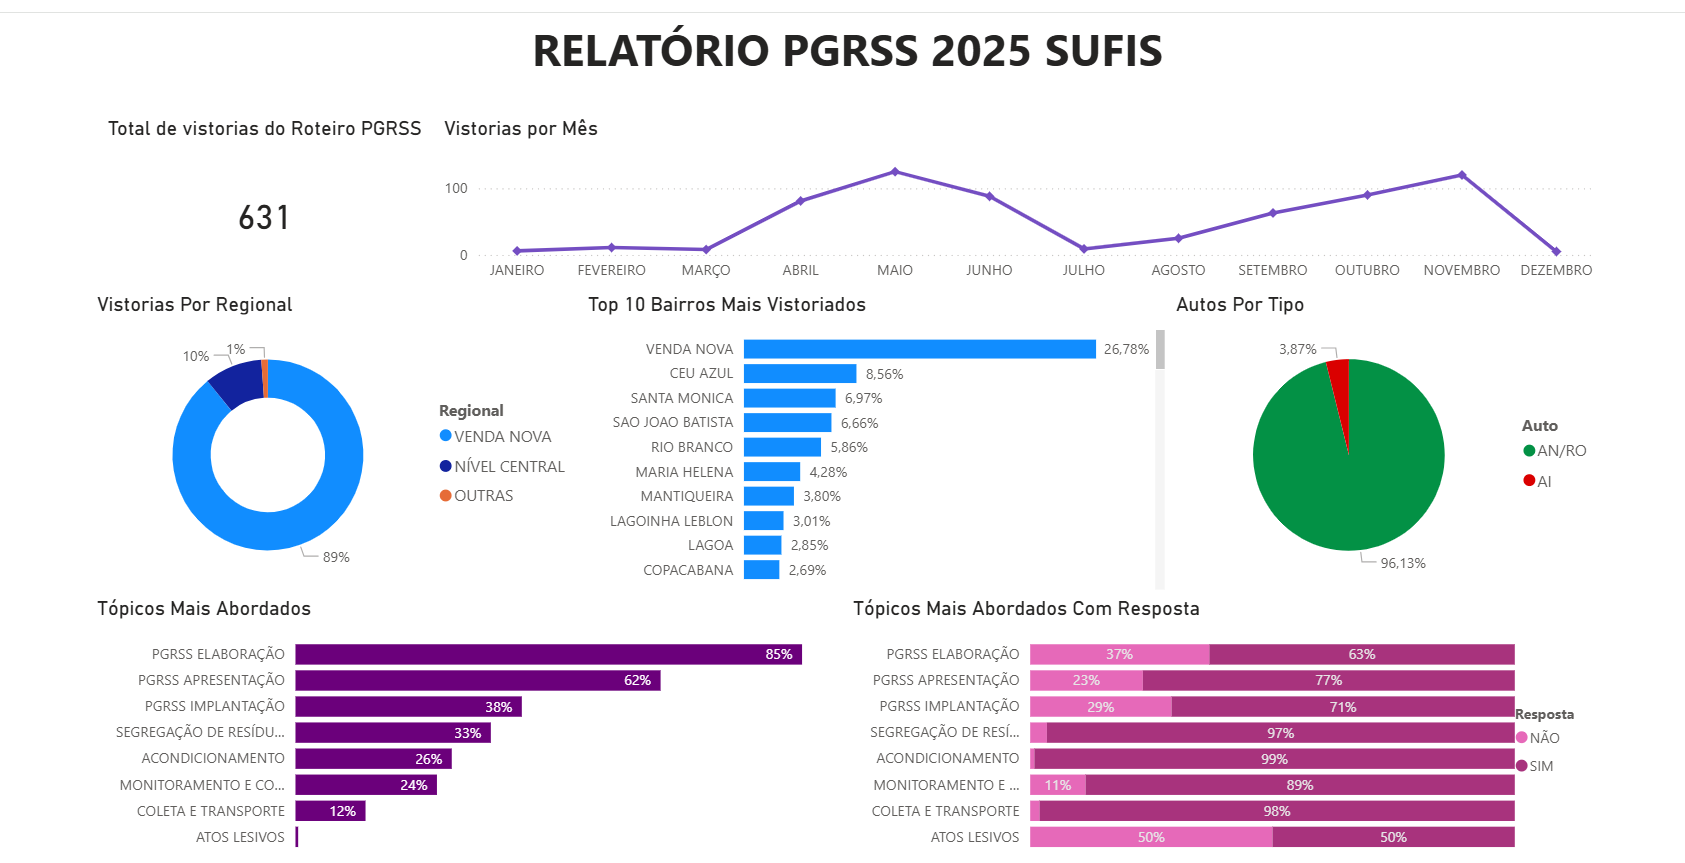 RELATÓRIO PGRSS 2025 SUFIS
Total de vistorias do Roteiro PGRSS
631
Vistorias por Mês
100
0
JANEIRO
FEVEREIRO
MARÇO
ABRIL
MAIO
JUNHO
JULHO
AGOSTO
SETEMBRO
OUTUBRO
NOVEMBRO
DEZEMBRO
Vistorias Por Regional
1%
10%
89%
Regional
VENDA NOVA
NÍVEL CENTRAL
OUTRAS
Top 10 Bairros Mais Vistoriados
VENDA NOVA 26,78%
CEU AZUL 8,56%
SANTA MONICA 6,97%
SAO JOAO BATISTA 6,66%
RIO BRANCO 5,86%
MARIA HELENA 4,28%
MANTIQUEIRA 3,80%
LAGOINHA LEBLON 3,01%
LAGOA 2,85%
COPACABANA 2,69%
Autos Por Tipo
3,87%
96,13%
Auto
AN/RO
AI
Tópicos Mais Abordados
PGRSS ELABORAÇÃO 85%
PGRSS APRESENTAÇÃO 62%
PGRSS IMPLANTAÇÃO 38%
SEGREGAÇÃO DE RESÍDU... 33%
ACONDICIONAMENTO 26%
MONITORAMENTO E CO... 24%
COLETA E TRANSPORTE 12%
ATOS LESIVOS
Tópicos Mais Abordados Com Resposta
PGRSS ELABORAÇÃO 37% 63%
PGRSS APRESENTAÇÃO 23% 77%
PGRSS IMPLANTAÇÃO 29% 71%
SEGREGAÇÃO DE RESÍ... 97%
ACONDICIONAMENTO 99%
MONITORAMENTO E ... 11% 89%
COLETA E TRANSPORTE 98%
ATOS LESIVOS 50% 50%
Resposta
NÃO
SIM